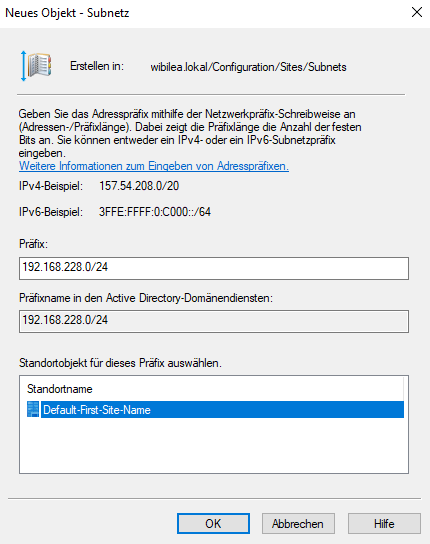 Neues Objekt - Subnetz
Erstellen in: wibilea.lokal/Configuration/Sites/Subnets
Geben Sie das Adresspräfix mithilfe der Netzwerkpräfix-Schreibweise an
(Adressen-/Präfixlänge). Dabei zeigt die Präfixlänge die Anzahl der festen
Bits an. Sie können entweder ein IPv4- oder ein IPv6-Subnetzpräfix
eingeben.
Weitere Informationen zum Eingeben von Adresspräfixen.
IPv4-Beispiel: 157.54.208.0/20
IPv6-Beispiel: 3FFE:FFFF:0:C000::/64
Präfix:
192.168.228.0/24
Präfixname in den Active Directory-Domänendiensten:
192.168.228.0/24
Standortobjekt für dieses Präfix auswählen.
Standortname
Default-First-Site-Name
OK Abbrechen Hilfe